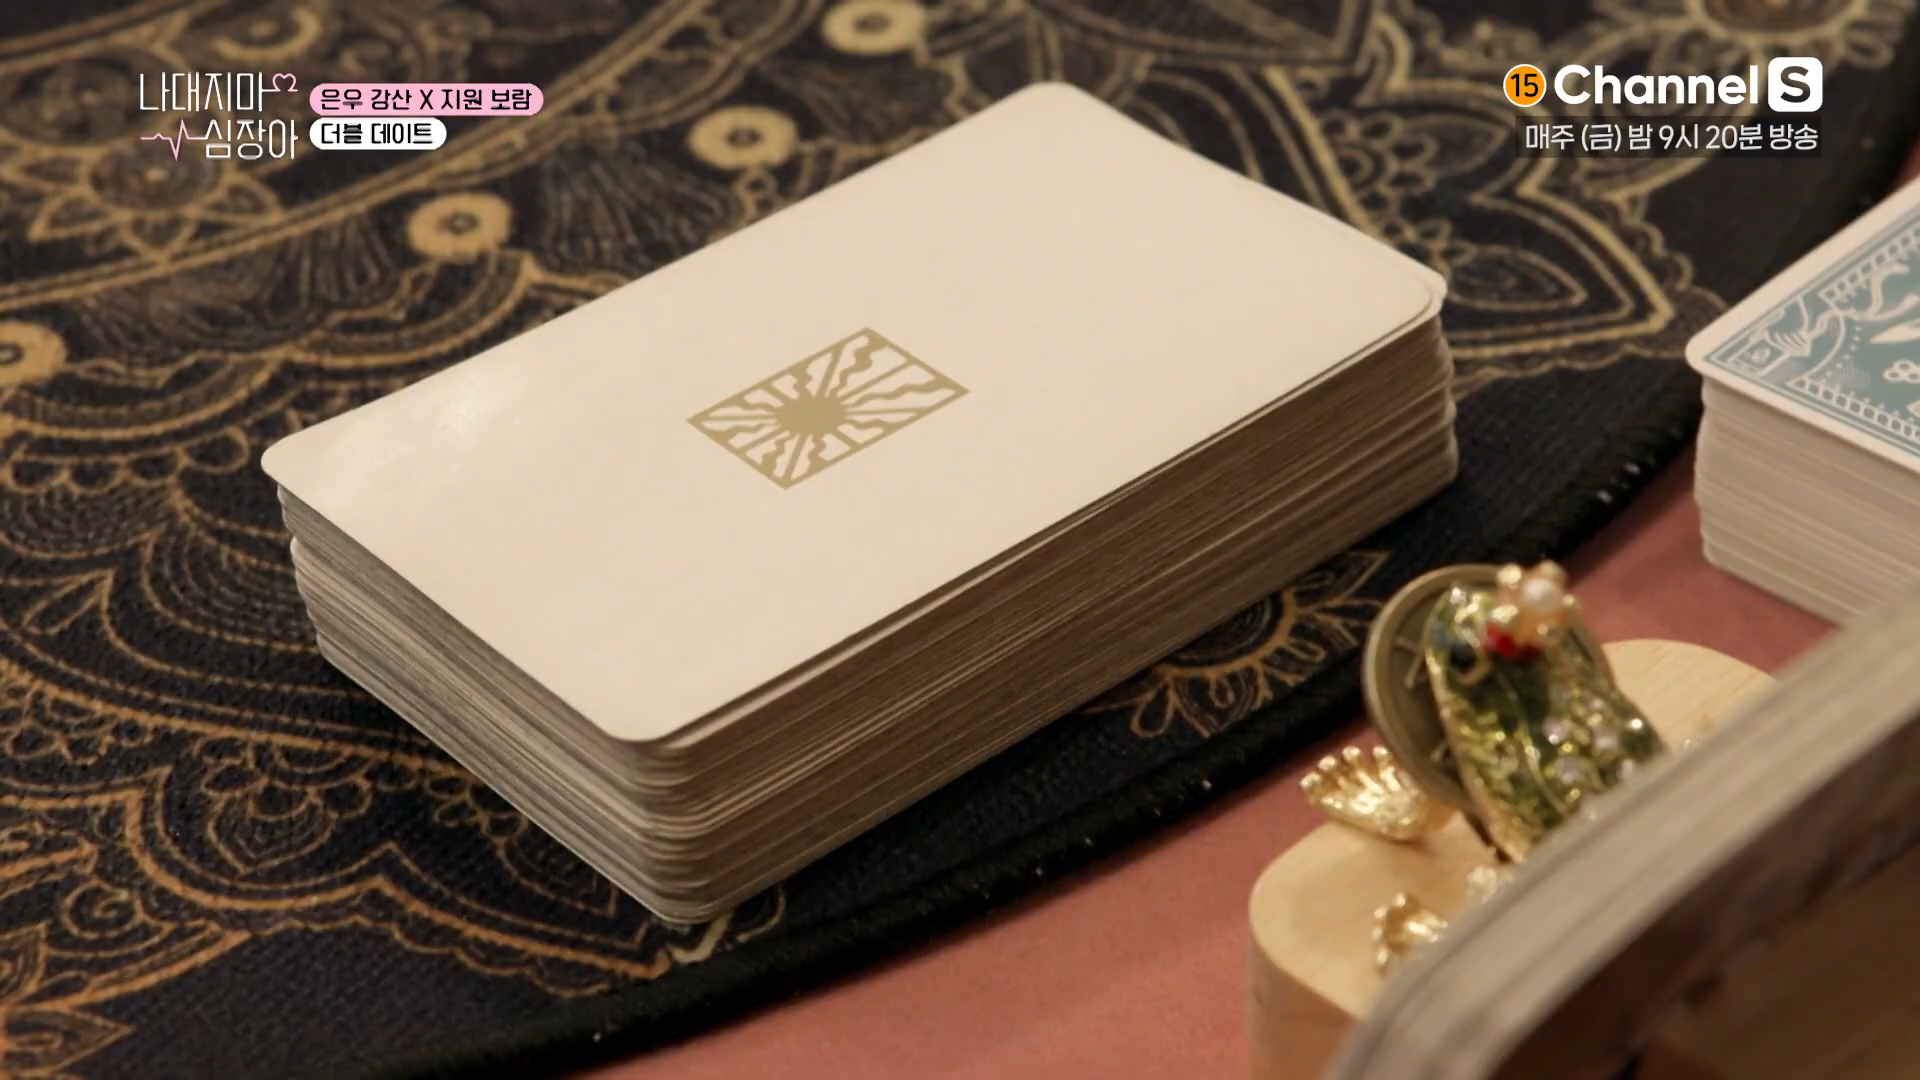 나대지마
심장아
은우 강산 X 지원 보람
더블 데이트
15 Channel S
매주 (금) 밤 9시 20분 방송